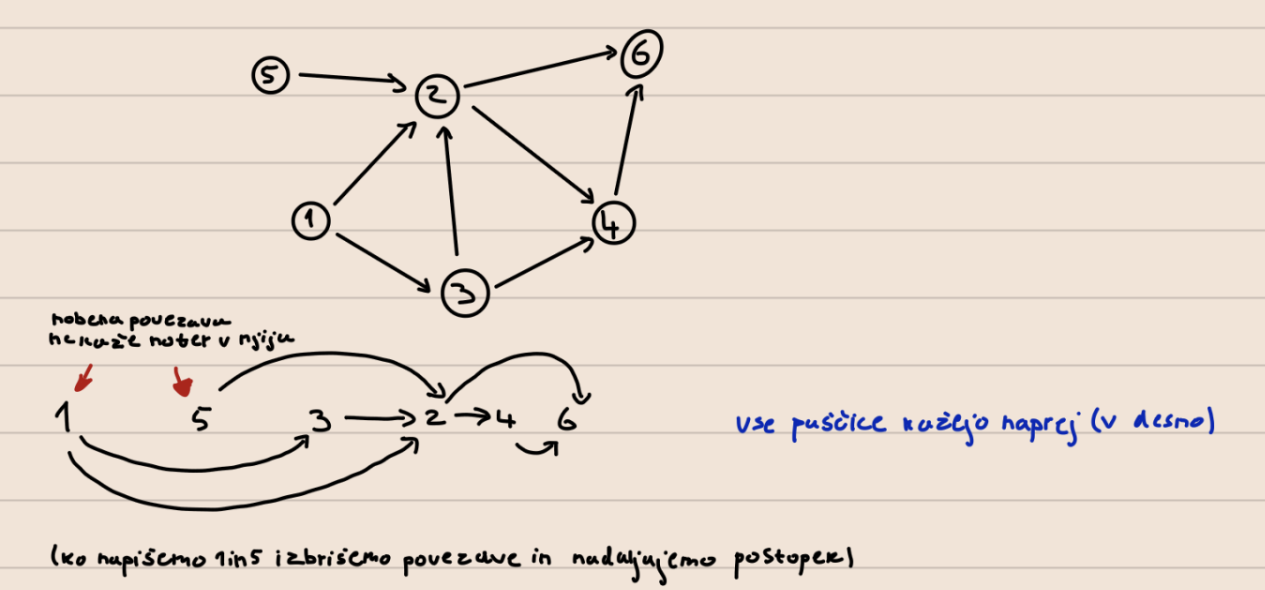 5
2
6
1
4
3
nobena povezava
ne kaže noter v njiju
1 5 3 2 4 6
vse puščice kažejo naprej (v desno)
(ko napišemo 1 in 5 izbrišemo povezave in nadaljujemo postopek)